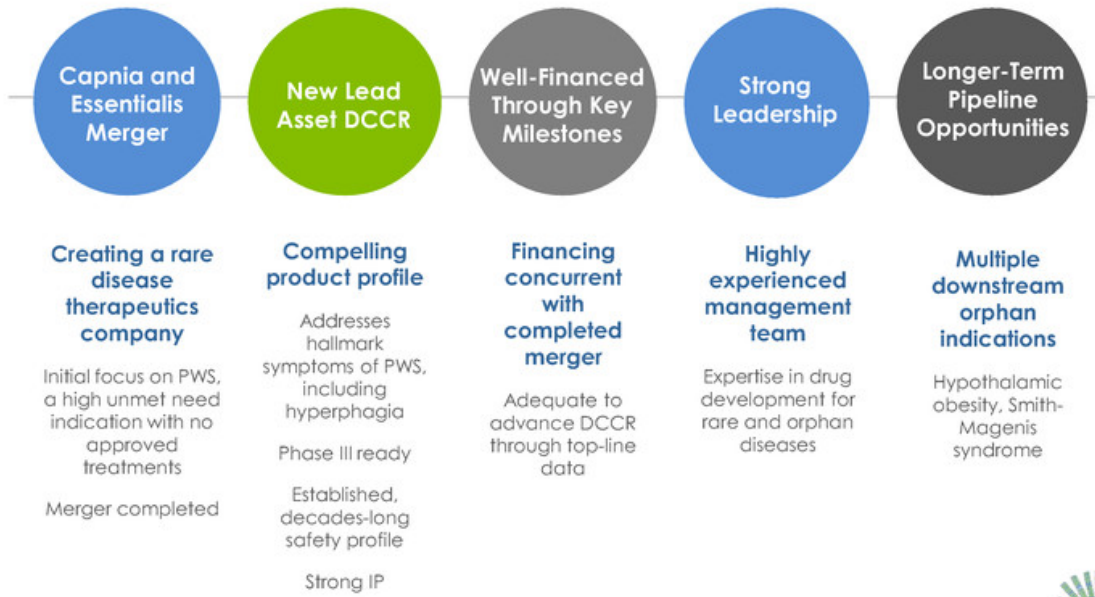 Capnia and
Essentialis
Merger
New Lead
Asset DCCR
Well-Financed
Through Key
Milestones
Strong
Leadership
Longer-Term
Pipeline
Opportunities
Creating a rare
disease
therapeutics
company
Initial focus on PWS,
a high unmet need
indication with no
approved
treatments
Merger completed
Compelling
product profile
Addresses
hallmark
symptoms of PWS,
including
hyperphagia
Phase III ready
Established,
decades-long
safety profile
Strong IP
Financing
concurrent
with
completed
merger
Adequate to
advance DCCR
through top-line
data
Highly
experienced
management
team
Expertise in drug
development for
rare and orphan
diseases
Multiple
downstream
orphan
indications
Hypothalamic
obesity, Smith-
Magenis
syndrome